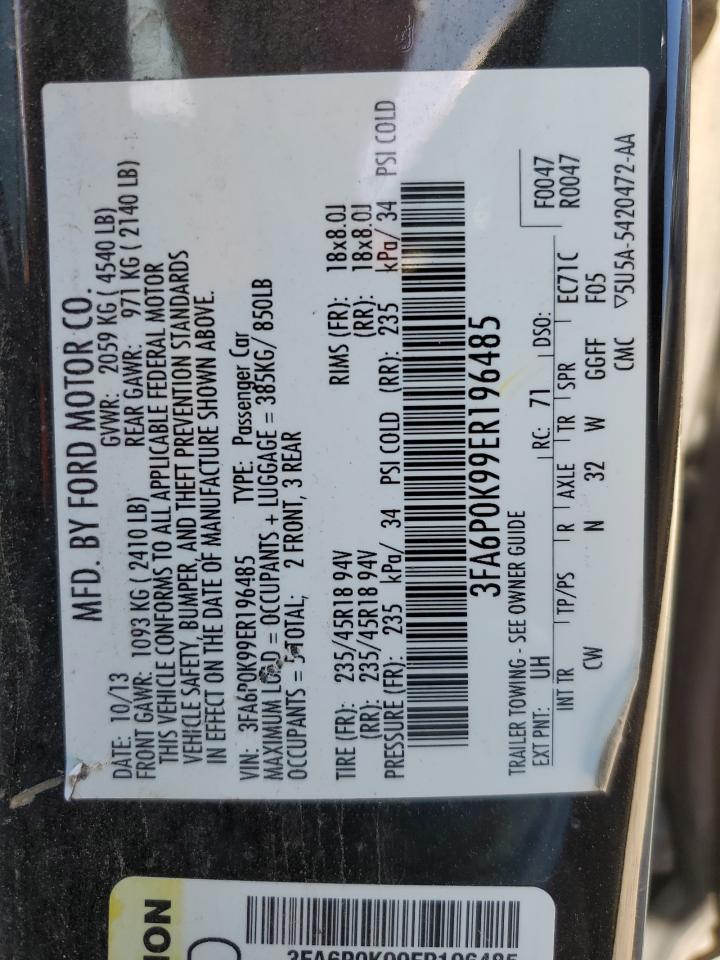 MFD. BY FORD MOTOR CO.
DATE: 10/13 GVWR: 2059 KG ( 4540 LB)
FRONT GAWR: 1093 KG ( 2410 LB) REAR GAWR: 971 KG ( 2140 LB)
THIS VEHICLE CONFORMS TO ALL APPLICABLE FEDERAL MOTOR
VEHICLE SAFETY, BUMPER, AND THEFT PREVENTION STANDARDS
IN EFFECT ON THE DATE OF MANUFACTURE SHOWN ABOVE.
VIN: 3FA6P0K99ER196485 TYPE: Passenger Car
MAXIMUM LOAD = OCCUPANTS + LUGGAGE = 385KG/ 850LB
OCCUPANTS = 5 TOTAL; 2 FRONT, 3 REAR
TIRE (FR): 235/45R18 94V RIMS (FR): 18x8.0J
(RR): 235/45R18 94V (RR): 18x8.0J
PRESSURE (FR): 235 kPa/ 34 PSI COLD (RR): 235 kPa/ 34 PSI COLD
3FA6P0K99ER196485
TRAILER TOWING - SEE OWNER GUIDE
EXT PNT: UH RC: 71 DSO: F0047
INT TR TP/PS R AXLE TR SPR EC71C R0047
CW N 32 W GGFF F05
CMC ▽5U5A-5420472-AA
ION
3FA6P0K99ER196485